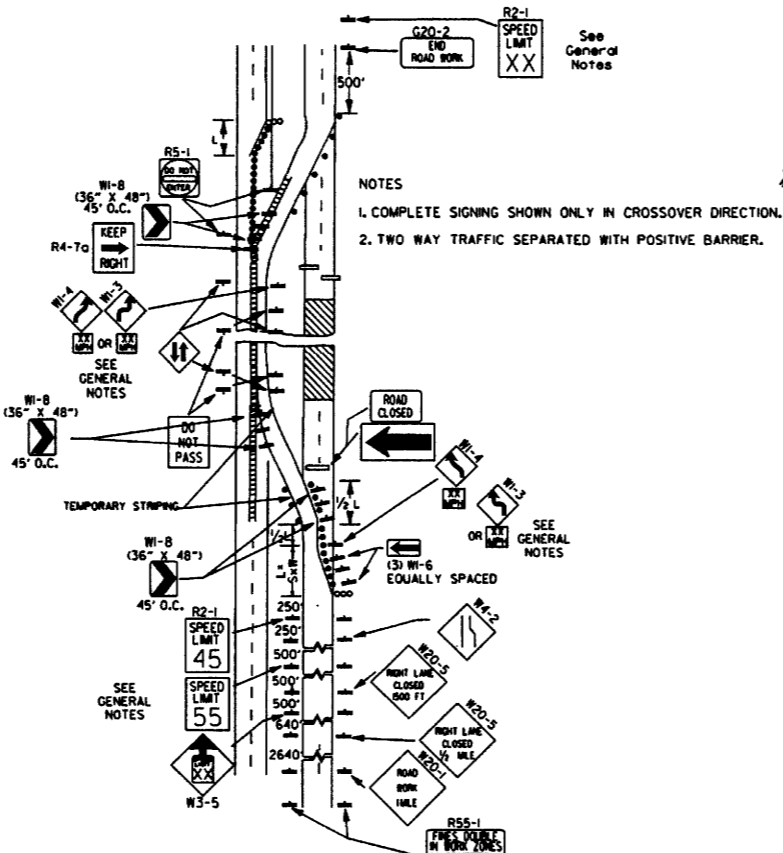 R2-1
SPEED
LIMIT
XX
See
General
Notes
G20-2
END
ROAD WORK
500'
L
R5-1
DO NOT
ENTER
W1-8
(36" X 48")
45' O.C.
KEEP
RIGHT
R4-7a
NOTES
1. COMPLETE SIGNING SHOWN ONLY IN CROSSOVER DIRECTION.
2. TWO WAY TRAFFIC SEPARATED WITH POSITIVE BARRIER.
W1-4
W1-3
XX
MPH
OR
XX
MPH
SEE
GENERAL
NOTES
W1-8
(36" X 48")
45' O.C.
DO
NOT
PASS
ROAD
CLOSED
W1-4
XX
MPH
W1-3
OR
XX
MPH
SEE
GENERAL
NOTES
TEMPORARY STRIPING
½ L
½ L
W1-8
(36" X 48")
45' O.C.
L=
S×W
(3) W1-6
EQUALLY SPACED
R2-1
SPEED
LIMIT
45
250'
250'
500'
500'
500'
640'
2640'
W4-2
SEE
GENERAL
NOTES
SPEED
LIMIT
55
W20-5
RIGHT LANE
CLOSED
1500 FT
W20-5
RIGHT LANE
CLOSED
½ MILE
XX
W3-5
W20-1
ROAD
WORK
1 MILE
R55-1
FINES DOUBLE
IN WORK ZONES